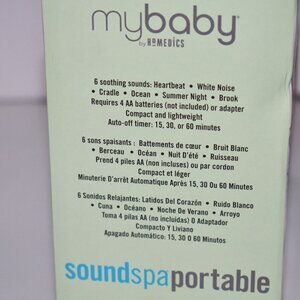 mybaby
by HOMEDICS
6 soothing sounds: Heartbeat • White Noise
• Cradle • Ocean • Summer Night • Brook
Requires 4 AA batteries (not included) or adapter
Compact and lightweight
Auto-off timer: 15, 30, or 60 minutes
6 sons spaisants : Battements de cœur • Bruit Blanc
• Berceau • Océan • Nuit D'été • Ruisseau
Prend 4 piles AA (non incluses) ou par cordon
Compact et léger
Minuterie D'arrêt Automatique Après 15, 30 Ou 60 Minutes
6 Sonidos Relajantes: Latidos Del Corazón • Ruido Blanco
• Cuna • Océano • Noche De Verano • Arroyo
Toma 4 pilas AA (no incluidas) O Adaptador
Compacto Y Liviano
Apagado Automático: 15, 30 O 60 Minutos
soundspaportable